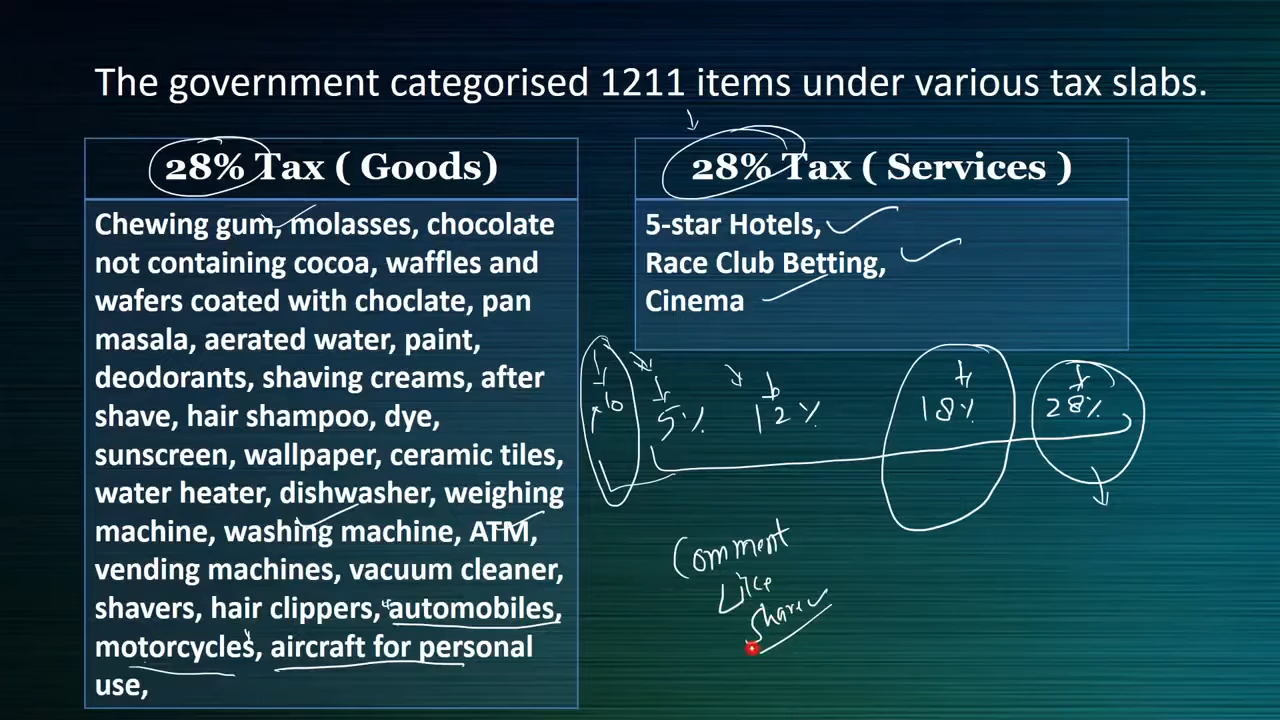 The government categorised 1211 items under various tax slabs.
28% Tax ( Goods)
Chewing gum, molasses, chocolate
not containing cocoa, waffles and
wafers coated with choclate, pan
masala, aerated water, paint,
deodorants, shaving creams, after
shave, hair shampoo, dye,
sunscreen, wallpaper, ceramic tiles,
water heater, dishwasher, weighing
machine, washing machine, ATM,
vending machines, vacuum cleaner,
shavers, hair clippers, automobiles,
motorcycles, aircraft for personal
use,
28% Tax ( Services )
5-star Hotels,
Race Club Betting,
Cinema
5% 12% 18% 28%
Comment
Like
Share